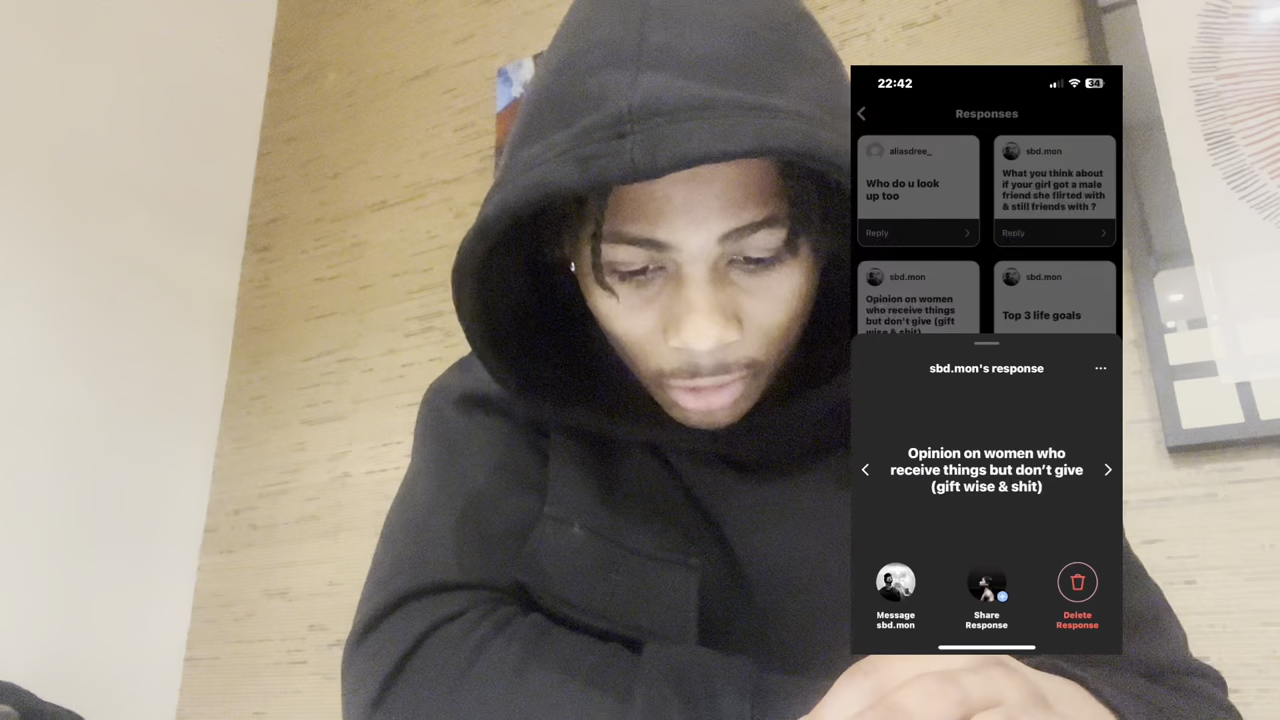 22:42
34
Responses
aliasdree_
Who do u look
up too
Reply
sbd.mon
What you think about
if your girl got a male
friend she flirted with
& still friends with ?
Reply
sbd.mon
Opinion on women
who receive things
but don't give (gift
wise & shit)
sbd.mon
Top 3 life goals
sbd.mon's response
...
Opinion on women who
receive things but don't give
(gift wise & shit)
Message
sbd.mon
Share
Response
Delete
Response